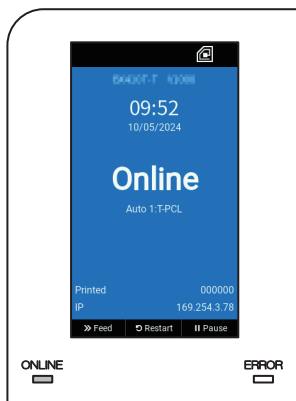 09:52
10/05/2024
Online
Auto 1:T-PCL
Printed 000000
IP 169.254.3.78
Feed Restart Pause
ONLINE ERROR